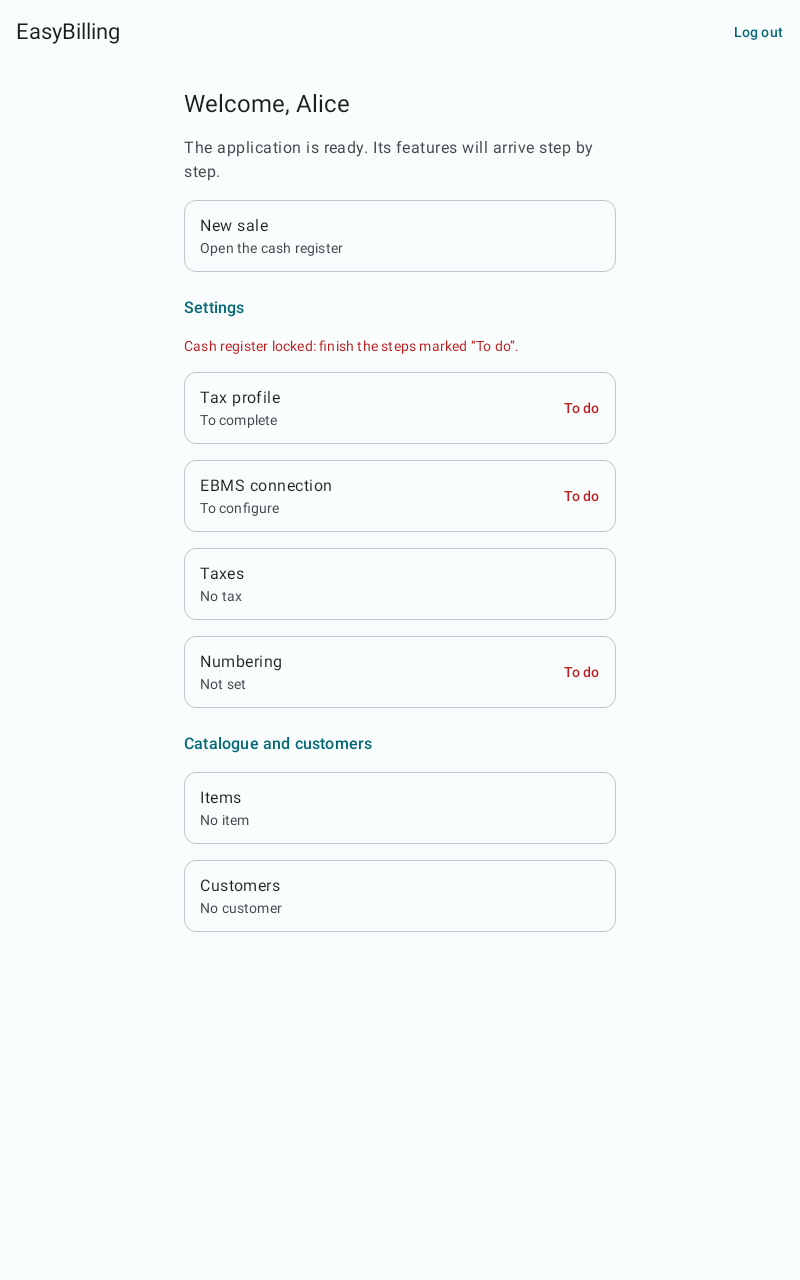 EasyBilling
Log out
Welcome, Alice
The application is ready. Its features will arrive step by
step.
New sale
Open the cash register
Settings
Cash register locked: finish the steps marked “To do”.
Tax profile
To complete
To do
EBMS connection
To configure
To do
Taxes
No tax
Numbering
Not set
To do
Catalogue and customers
Items
No item
Customers
No customer